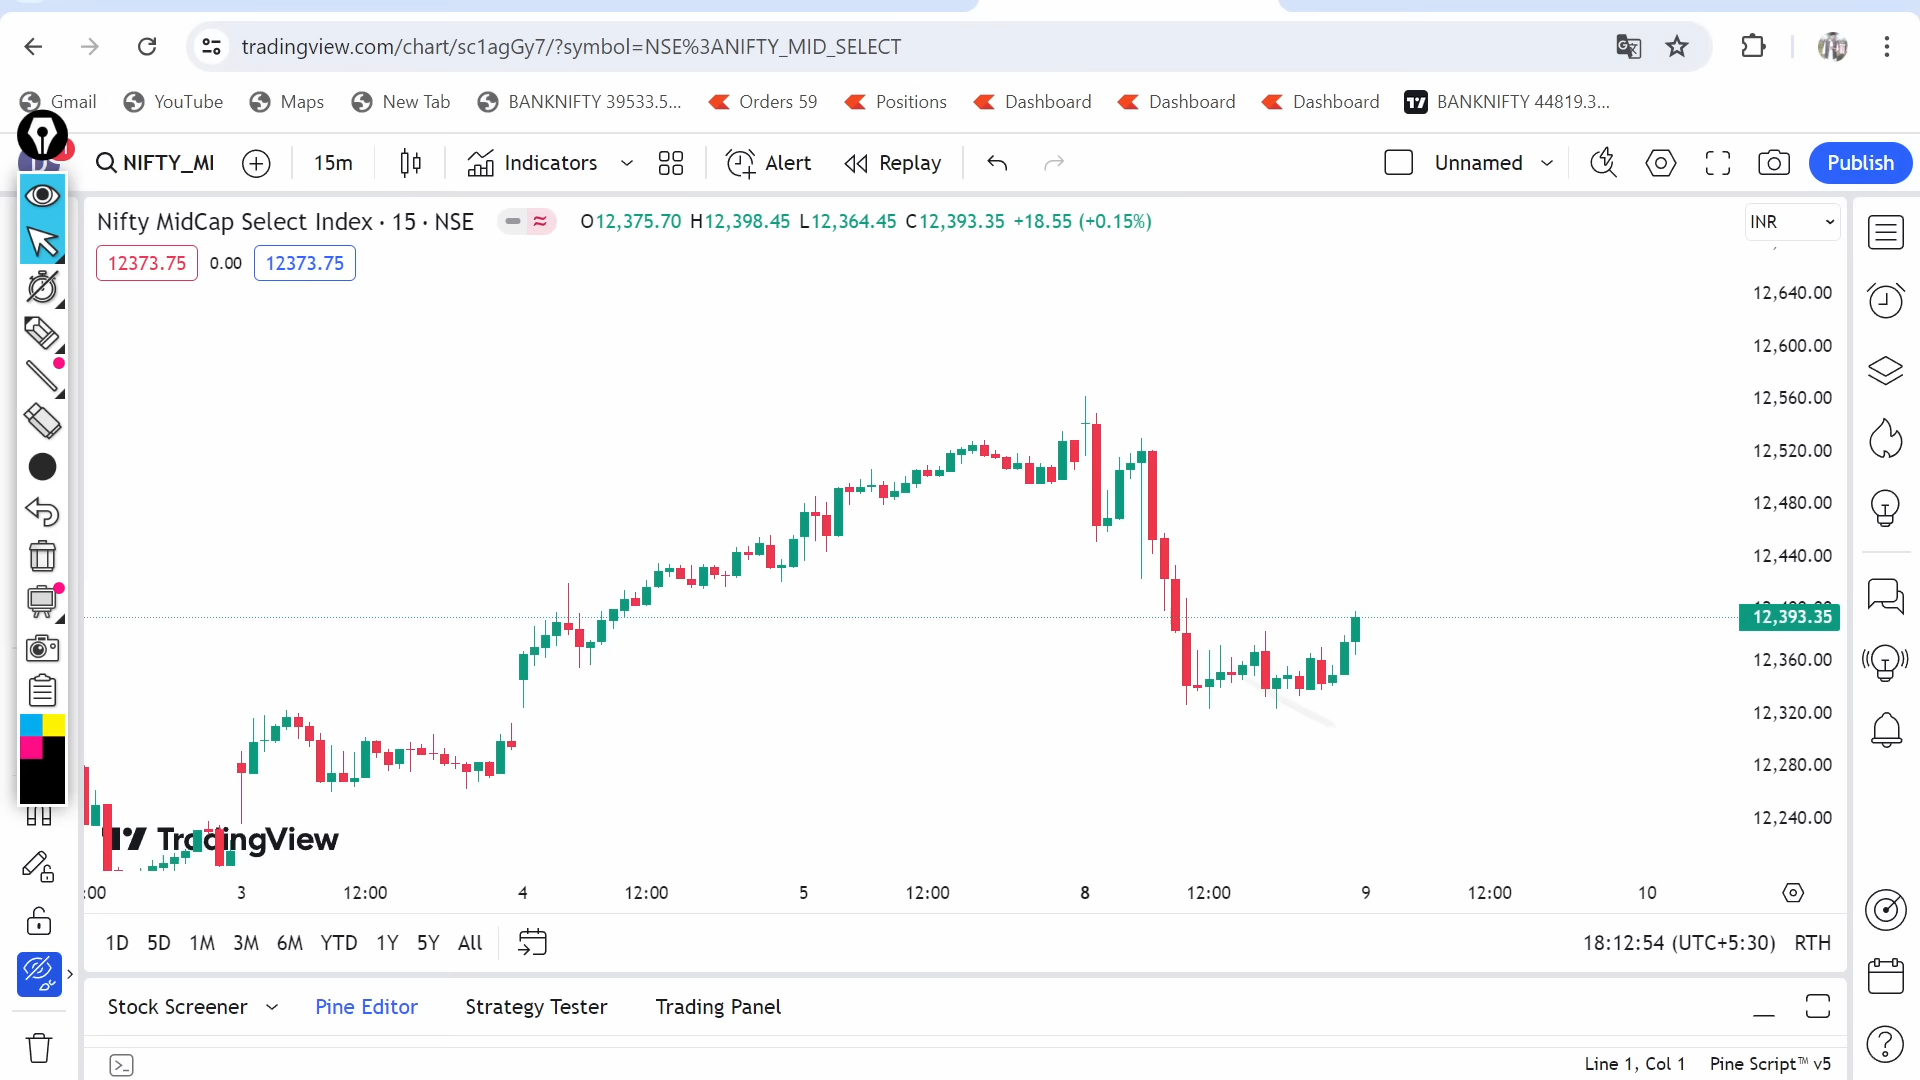 tradingview.com/chart/sc1agGy7/?symbol=NSE%3ANIFTY_MID_SELECT
Gmail YouTube Maps New Tab BANKNIFTY 39533.5... Orders 59 Positions Dashboard Dashboard Dashboard BANKNIFTY 44819.3...
NIFTY_MI 15m Indicators Alert Replay Unnamed Publish
Nifty MidCap Select Index · 15 · NSE O12,375.70 H12,398.45 L12,364.45 C12,393.35 +18.55 (+0.15%) INR
12373.75 0.00 12373.75
12,640.00
12,600.00
12,560.00
12,520.00
12,480.00
12,440.00
12,393.35
12,360.00
12,320.00
12,280.00
12,240.00
TradingView
:00 3 12:00 4 12:00 5 12:00 8 12:00 9 12:00 10
1D 5D 1M 3M 6M YTD 1Y 5Y All 18:12:54 (UTC+5:30) RTH
Stock Screener Pine Editor Strategy Tester Trading Panel
Line 1, Col 1 Pine Script™ v5